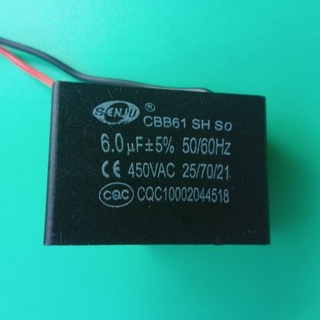 SENJU ® CBB61 SH S0
6.0µF±5% 50/60Hz
CE 450VAC 25/70/21
CQC CQC10002044518